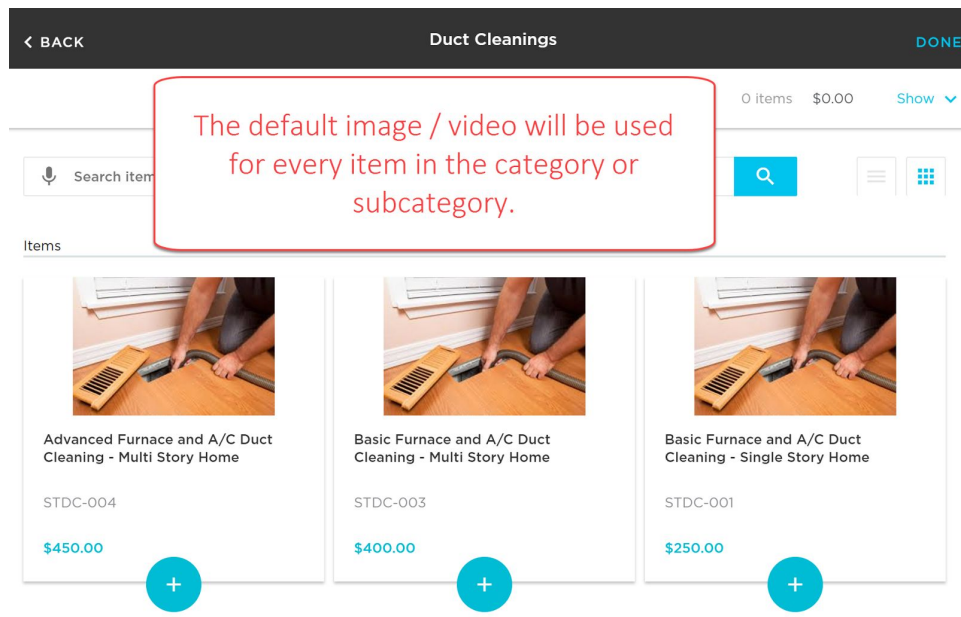 BACK
Duct Cleanings
DONE
0 items $0.00 Show
The default image / video will be used
for every item in the category or
subcategory.
Search item
Items
Advanced Furnace and A/C Duct
Cleaning - Multi Story Home
STDC-004
$450.00
+
Basic Furnace and A/C Duct
Cleaning - Multi Story Home
STDC-003
$400.00
+
Basic Furnace and A/C Duct
Cleaning - Single Story Home
STDC-001
$250.00
+